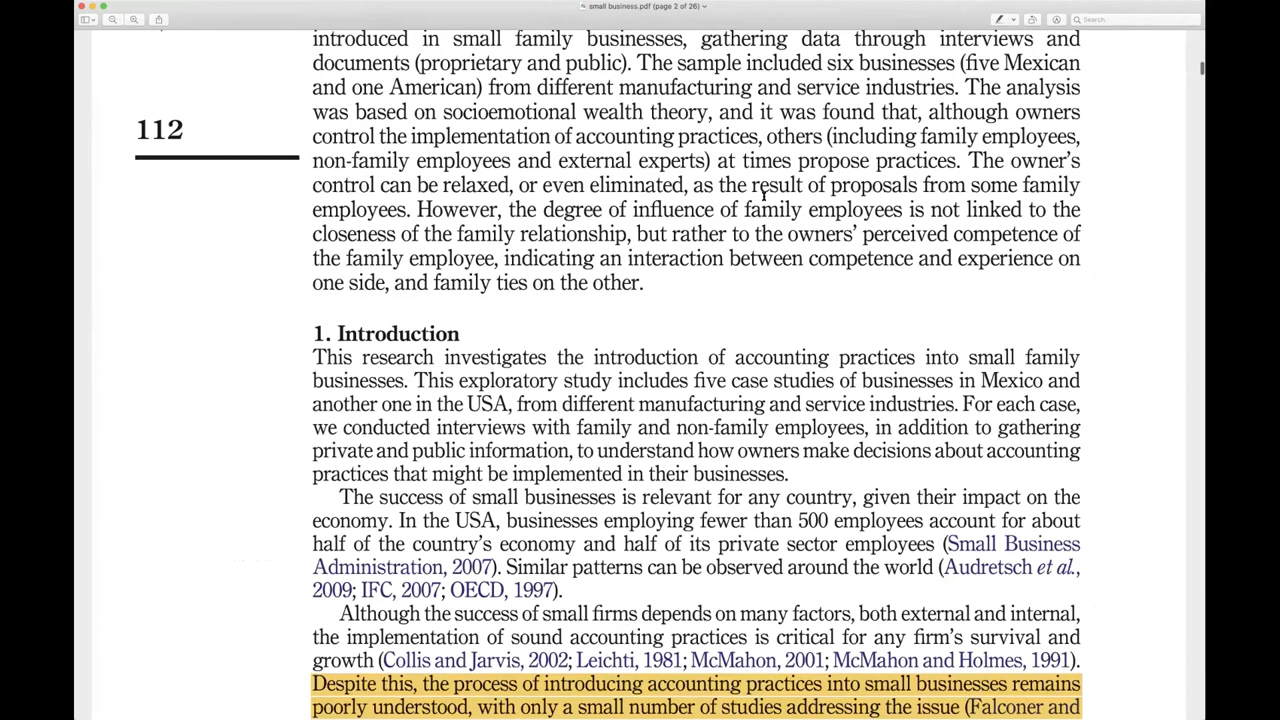 small business.pdf (page 2 of 26)
Search
introduced in small family businesses, gathering data through interviews and
documents (proprietary and public). The sample included six businesses (five Mexican
and one American) from different manufacturing and service industries. The analysis
was based on socioemotional wealth theory, and it was found that, although owners
control the implementation of accounting practices, others (including family employees,
non-family employees and external experts) at times propose practices. The owner's
control can be relaxed, or even eliminated, as the result of proposals from some family
employees. However, the degree of influence of family employees is not linked to the
closeness of the family relationship, but rather to the owners' perceived competence of
the family employee, indicating an interaction between competence and experience on
one side, and family ties on the other.
112
1. Introduction
This research investigates the introduction of accounting practices into small family
businesses. This exploratory study includes five case studies of businesses in Mexico and
another one in the USA, from different manufacturing and service industries. For each case,
we conducted interviews with family and non-family employees, in addition to gathering
private and public information, to understand how owners make decisions about accounting
practices that might be implemented in their businesses.
The success of small businesses is relevant for any country, given their impact on the
economy. In the USA, businesses employing fewer than 500 employees account for about
half of the country's economy and half of its private sector employees (Small Business
Administration, 2007). Similar patterns can be observed around the world (Audretsch et al.,
2009; IFC, 2007; OECD, 1997).
Although the success of small firms depends on many factors, both external and internal,
the implementation of sound accounting practices is critical for any firm's survival and
growth (Collis and Jarvis, 2002; Leichti, 1981; McMahon, 2001; McMahon and Holmes, 1991).
Despite this, the process of introducing accounting practices into small businesses remains
poorly understood, with only a small number of studies addressing the issue (Falconer and